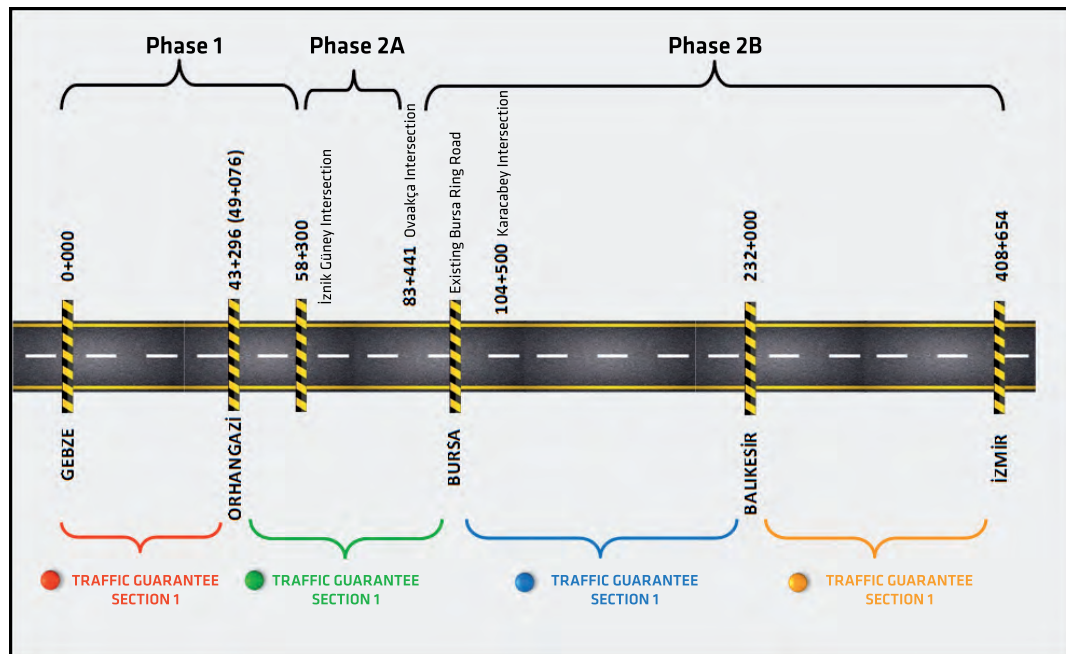 Phase 1
Phase 2A
Phase 2B
0+000
43+296 (49+076)
58+300
İznik Güney Intersection
83+441 Ovaakça Intersection
Existing Bursa Ring Road
104+500 Karacabey Intersection
232+000
408+654
GEBZE
ORHANGAZİ
BURSA
BALIKESİR
İZMİR
TRAFFIC GUARANTEE
SECTION 1
TRAFFIC GUARANTEE
SECTION 1
TRAFFIC GUARANTEE
SECTION 1
TRAFFIC GUARANTEE
SECTION 1